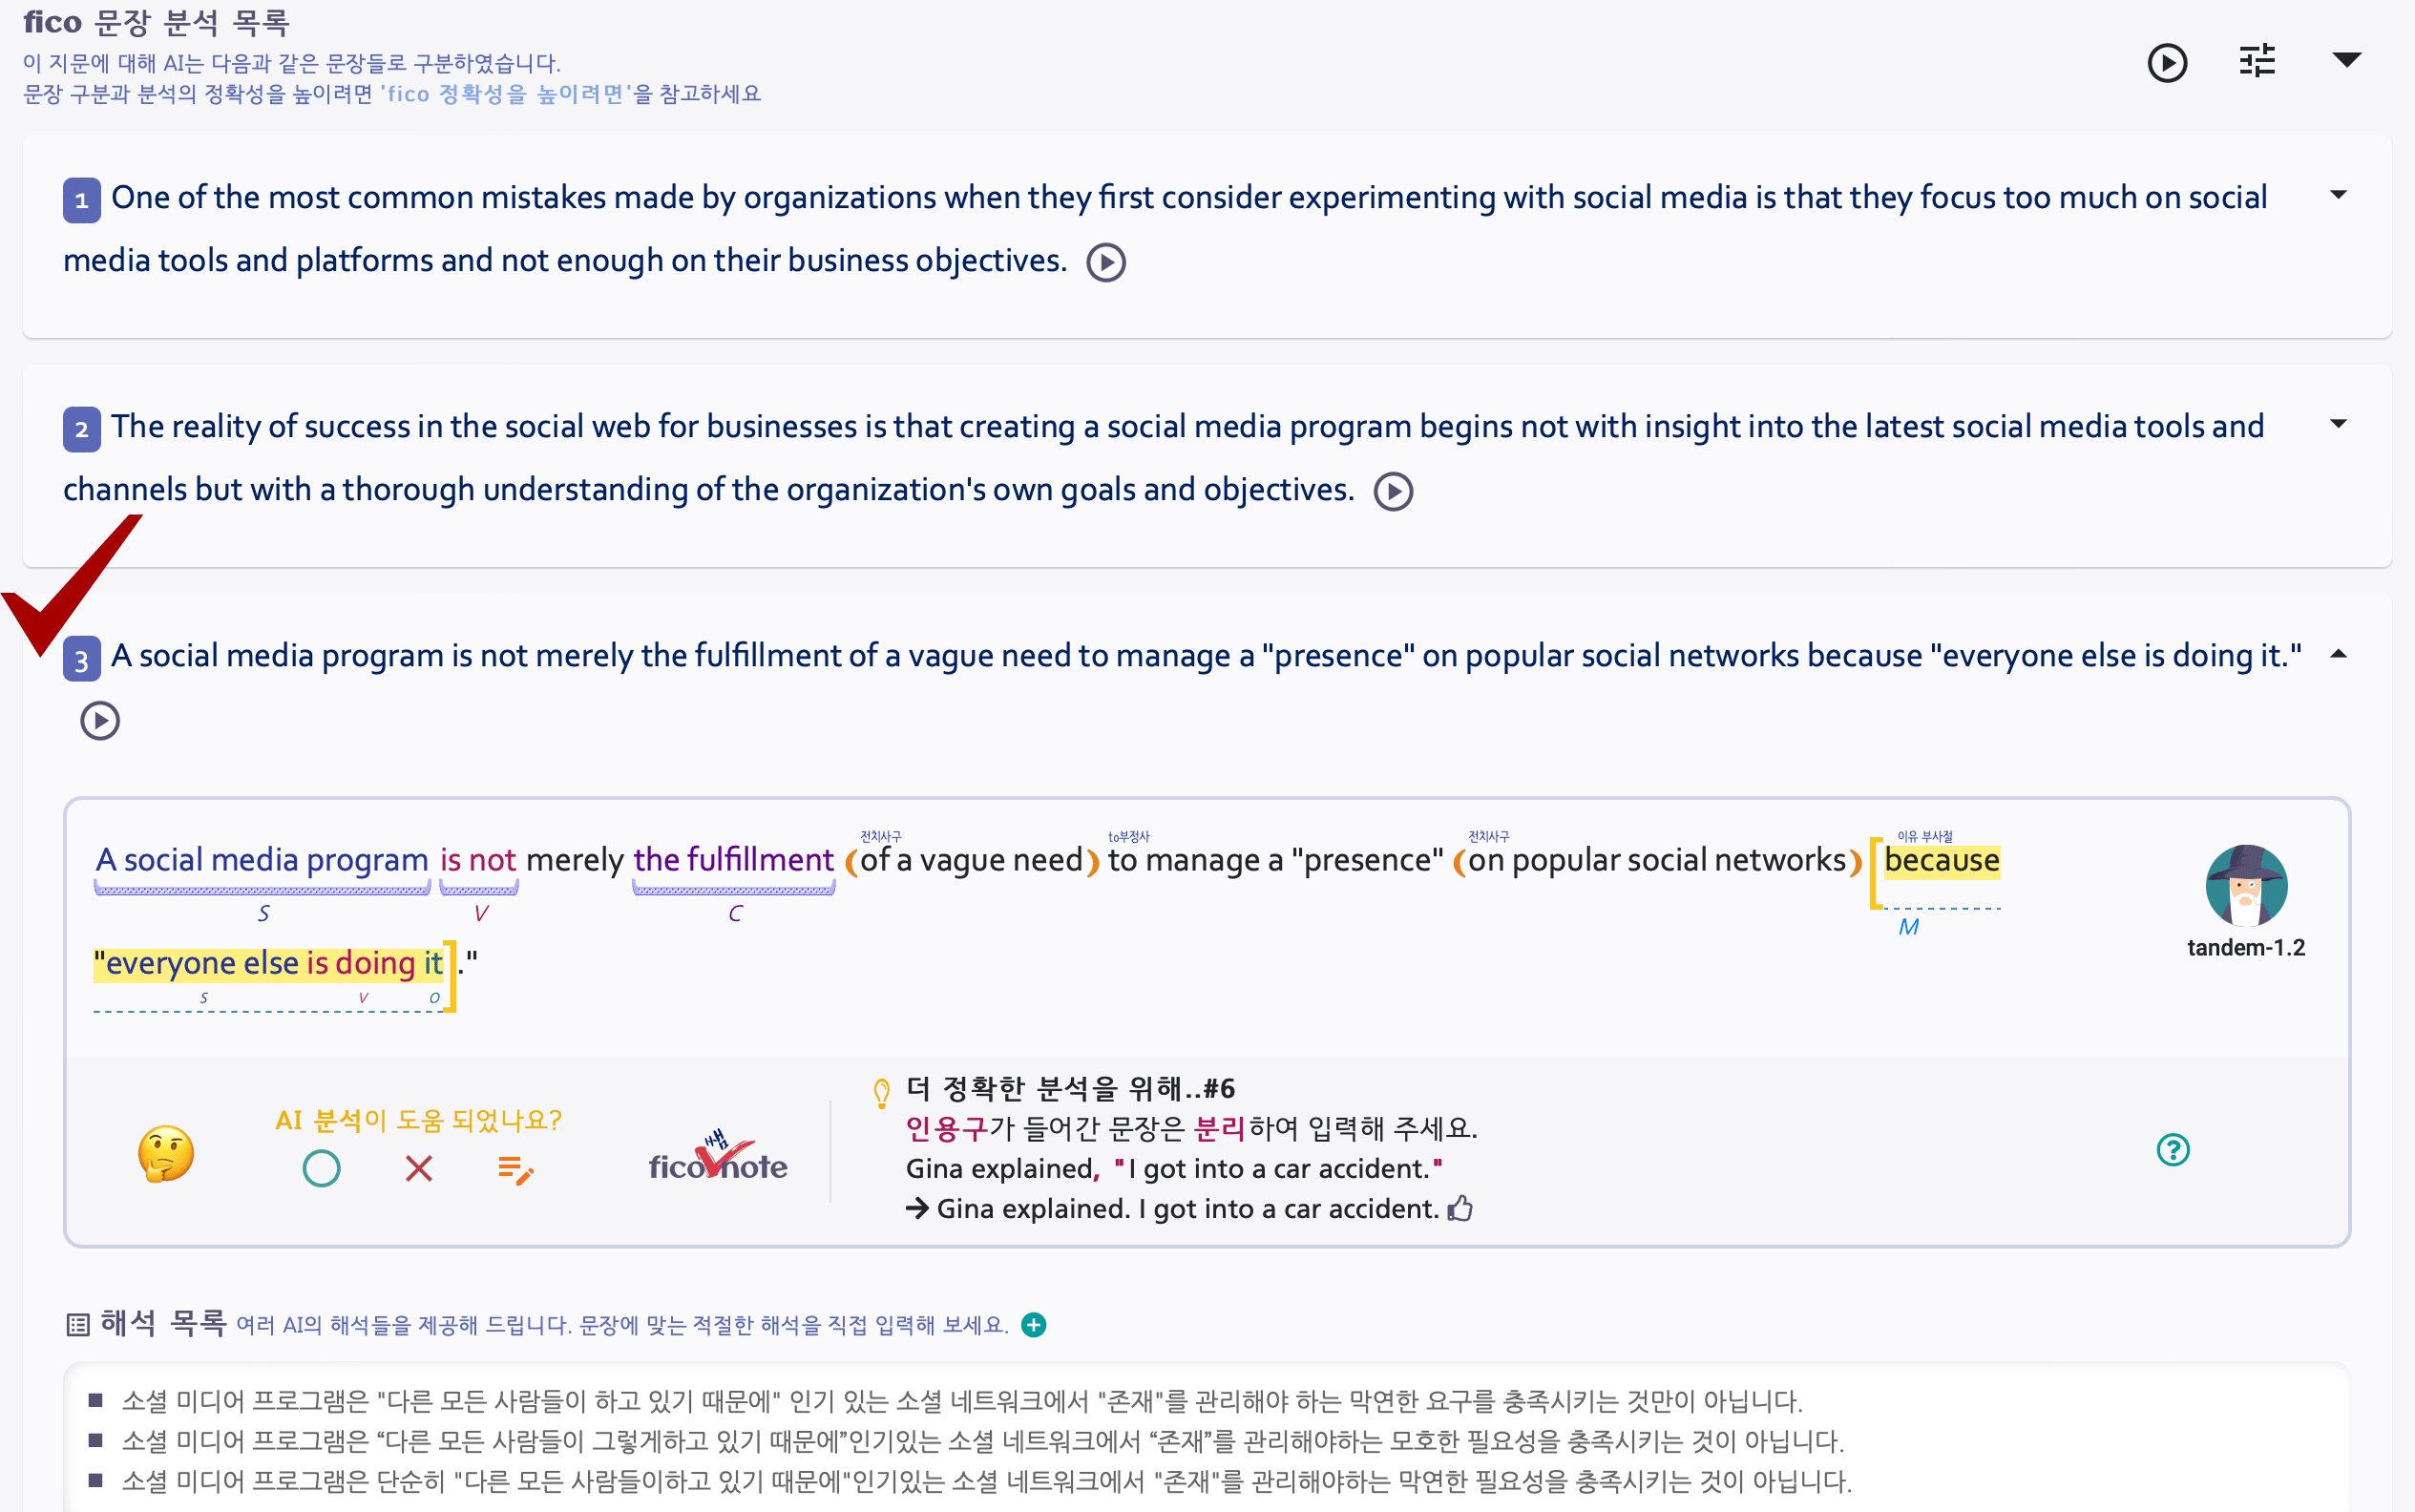 fico 문장 분석 목록
이 지문에 대해 AI는 다음과 같은 문장들로 구분하였습니다.
문장 구분과 분석의 정확성을 높이려면 'fico 정확성을 높이려면'을 참고하세요
1 One of the most common mistakes made by organizations when they first consider experimenting with social media is that they focus too much on social
media tools and platforms and not enough on their business objectives.
2 The reality of success in the social web for businesses is that creating a social media program begins not with insight into the latest social media tools and
channels but with a thorough understanding of the organization's own goals and objectives.
3 A social media program is not merely the fulfillment of a vague need to manage a "presence" on popular social networks because "everyone else is doing it."
전치사구 to부정사 전치사구 이유 부사절
A social media program is not merely the fulfillment (of a vague need) to manage a "presence" (on popular social networks) [because
S V C M
"everyone else is doing it]."
S V O
tandem-1.2
더 정확한 분석을 위해..#6
AI 분석이 도움 되었나요?
인용구가 들어간 문장은 분리하여 입력해 주세요.
쌤
fico note
Gina explained, "I got into a car accident."
→ Gina explained. I got into a car accident.
해석 목록 여러 AI의 해석들을 제공해 드립니다. 문장에 맞는 적절한 해석을 직접 입력해 보세요.
■ 소셜 미디어 프로그램은 "다른 모든 사람들이 하고 있기 때문에" 인기 있는 소셜 네트워크에서 "존재"를 관리해야 하는 막연한 요구를 충족시키는 것만이 아닙니다.
■ 소셜 미디어 프로그램은 “다른 모든 사람들이 그렇게하고 있기 때문에”인기있는 소셜 네트워크에서 “존재”를 관리해야하는 모호한 필요성을 충족시키는 것이 아닙니다.
■ 소셜 미디어 프로그램은 단순히 "다른 모든 사람들이하고 있기 때문에"인기있는 소셜 네트워크에서 "존재"를 관리해야하는 막연한 필요성을 충족시키는 것이 아닙니다.